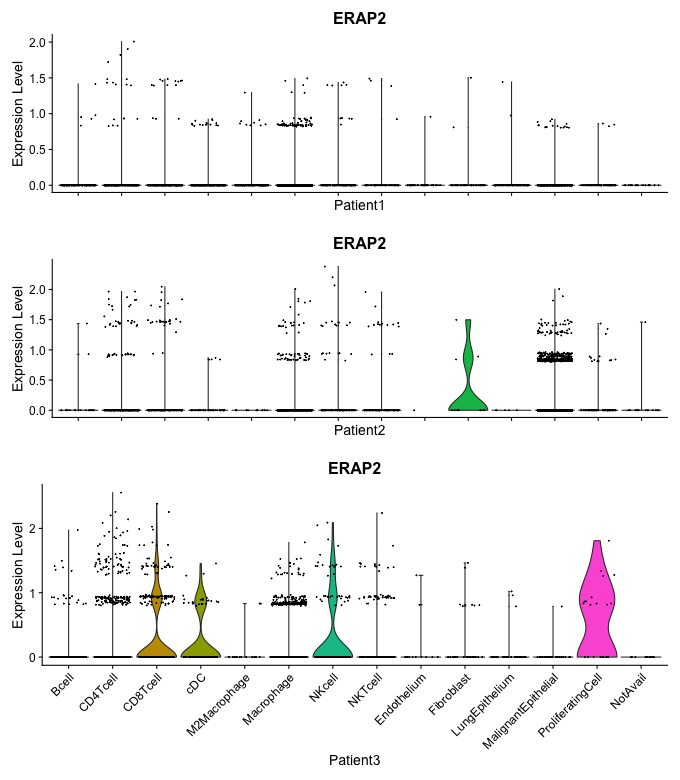 ERAP2
Expression Level
2.0
1.5
1.0
0.5
0.0
Patient1
ERAP2
Expression Level
2.0
1.5
1.0
0.5
0.0
Patient2
ERAP2
Expression Level
2
1
0
Bcell
CD4Tcell
CD8Tcell
cDC
M2Macrophage
Macrophage
NKcell
NKTcell
Endothelium
Fibroblast
LungEpithelium
MalignantEpithelial
ProliferatingCell
NotAvail
Patient3